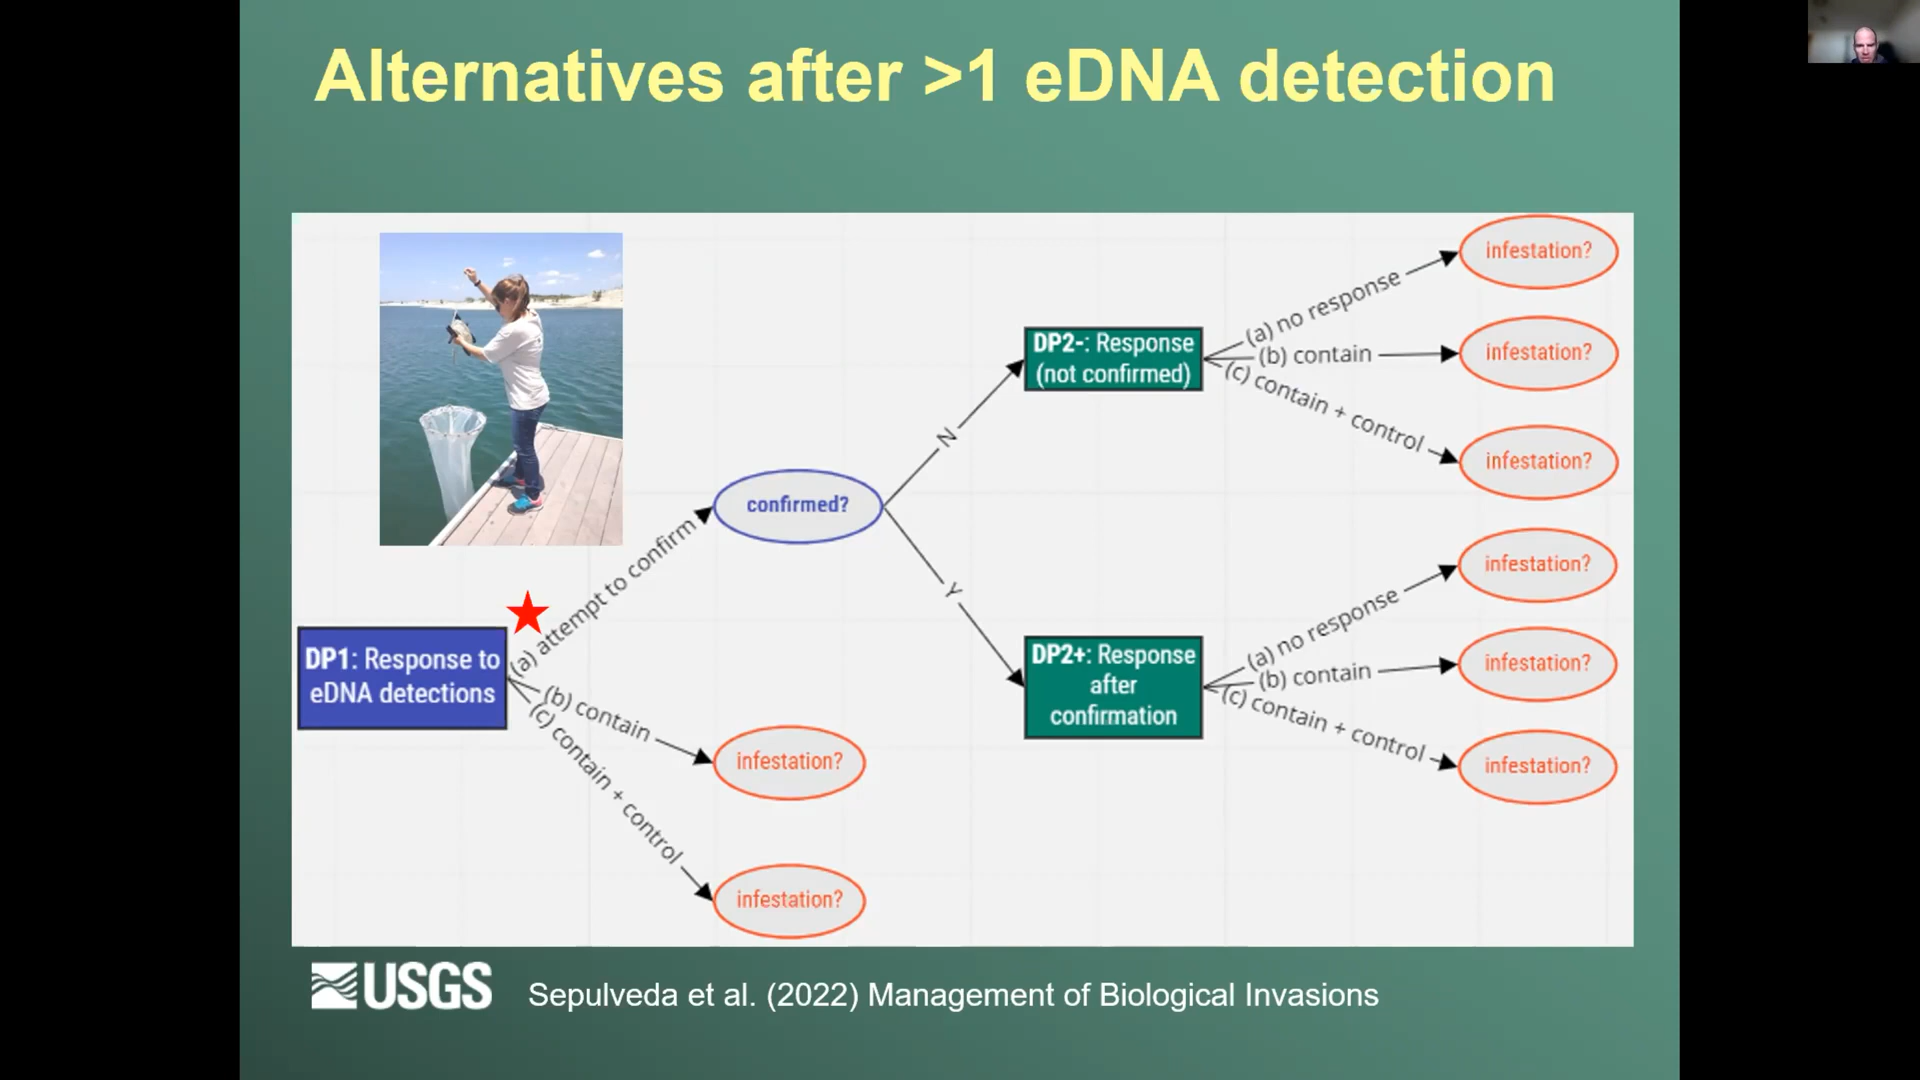 Alternatives after >1 eDNA detection
infestation?
(a) no response
DP2-: Response
(not confirmed)
(b) contain
infestation?
(c) contain + control
infestation?
N
confirmed?
(a) attempt to confirm
Y
infestation?
(a) no response
DP2+: Response
after
confirmation
(b) contain
infestation?
(c) contain + control
infestation?
DP1: Response to
eDNA detections
(b) contain
infestation?
(c) contain + control
infestation?
USGS
Sepulveda et al. (2022) Management of Biological Invasions